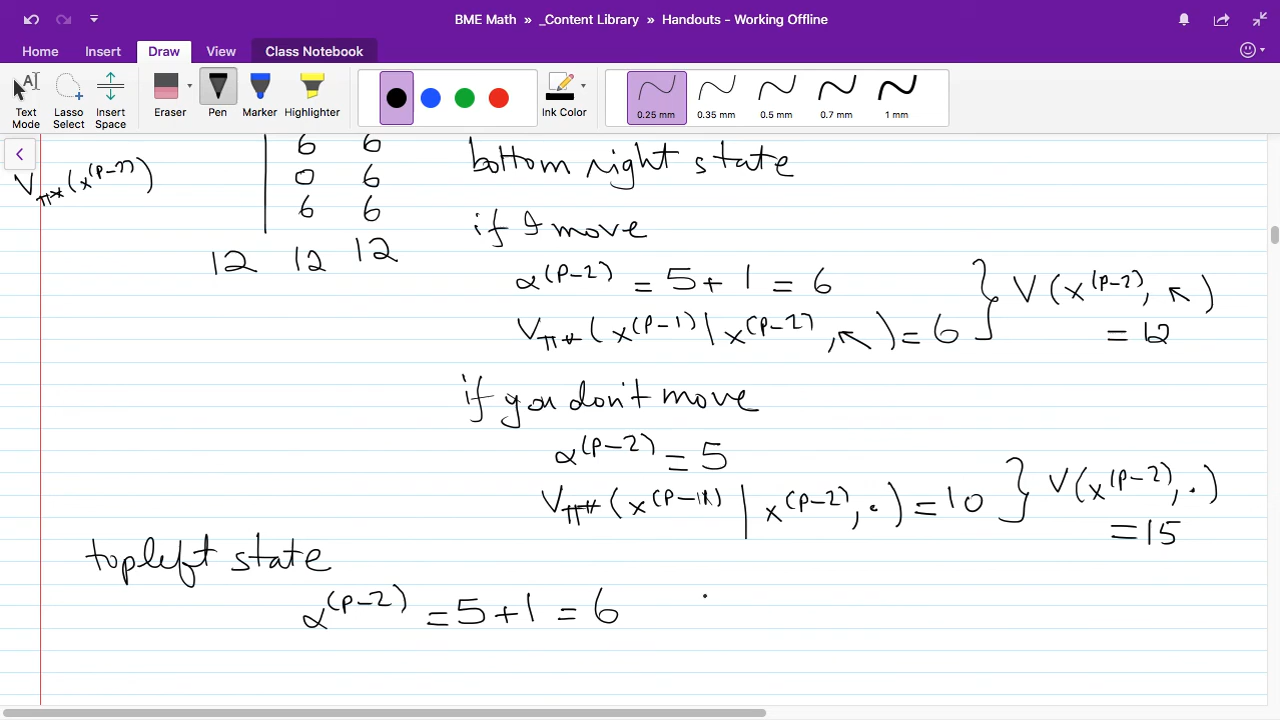 BME Math » _Content Library » Handouts - Working Offline
Home Insert Draw View Class Notebook
Text Mode
Lasso Select
Insert Space
Eraser
Pen
Marker
Highlighter
Ink Color
0.25 mm
0.35 mm
0.5 mm
0.7 mm
1 mm
V_π*(x^(P-2))
6 6
0 6
6 6
12 12 12
bottom right state
if I move
α^(P-2) = 5 + 1 = 6
V_π*(x^(P-1) | x^(P-2), ↖) = 6 } V(x^(P-2), ↖) = 12
if you don't move
α^(P-2) = 5
V_π*(x^(P-1) | x^(P-2), ·) = 10 } V(x^(P-2), ·) = 15
top left state
α^(P-2) = 5 + 1 = 6